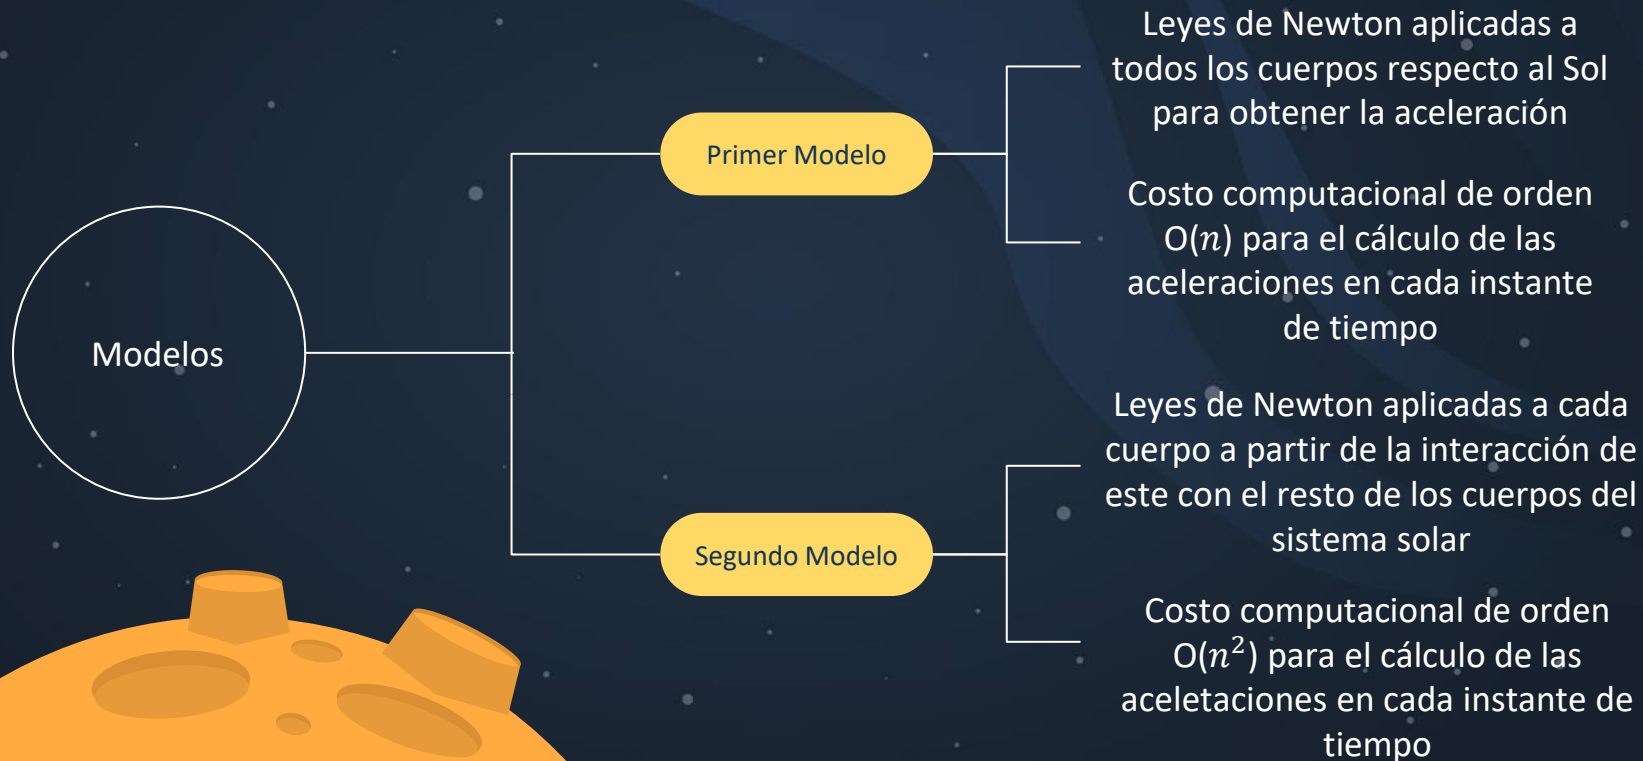 Modelos
Primer Modelo
Leyes de Newton aplicadas a
todos los cuerpos respecto al Sol
para obtener la aceleración
Costo computacional de orden
O(𝑛) para el cálculo de las
aceleraciones en cada instante
de tiempo
Segundo Modelo
Leyes de Newton aplicadas a cada
cuerpo a partir de la interacción de
este con el resto de los cuerpos del
sistema solar
Costo computacional de orden
O(𝑛²) para el cálculo de las
aceletaciones en cada instante de
tiempo